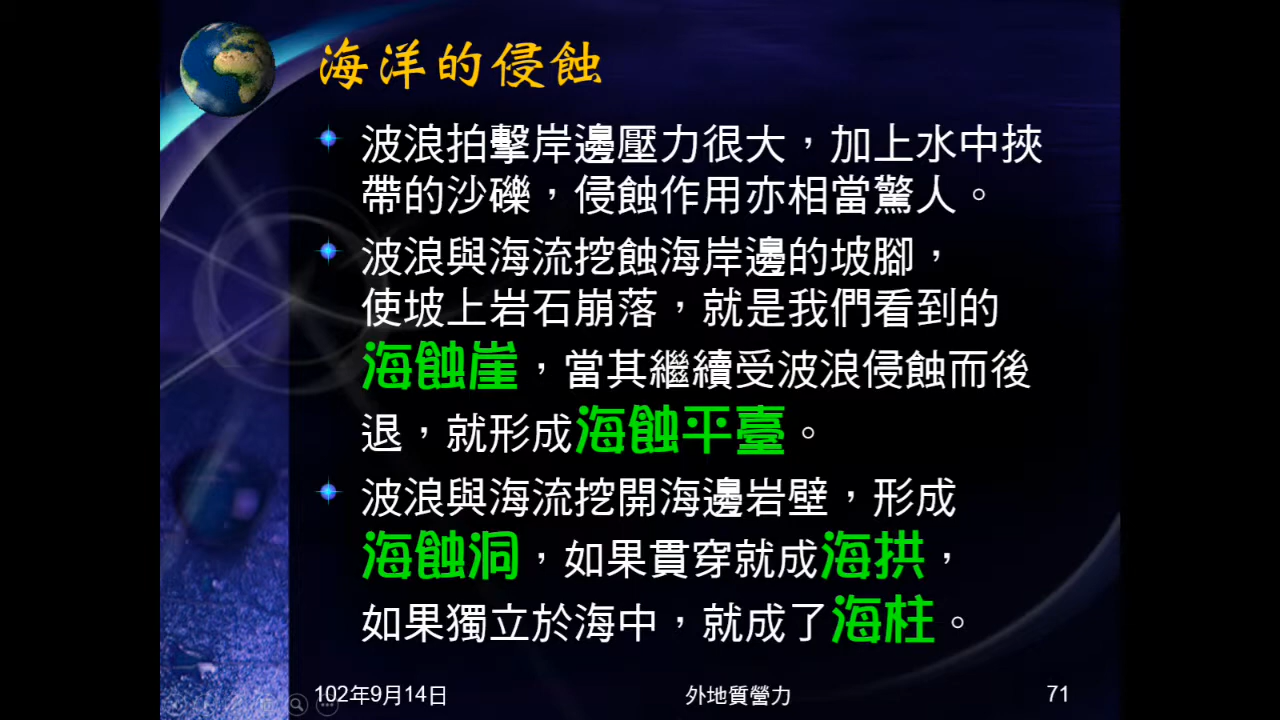 海洋的侵蝕
波浪拍擊岸邊壓力很大，加上水中挾
帶的沙礫，侵蝕作用亦相當驚人。
波浪與海流挖蝕海岸邊的坡腳，
使坡上岩石崩落，就是我們看到的
海蝕崖，當其繼續受波浪侵蝕而後
退，就形成海蝕平臺。
波浪與海流挖開海邊岩壁，形成
海蝕洞，如果貫穿就成海拱，
如果獨立於海中，就成了海柱。
102年9月14日
外地質營力
71